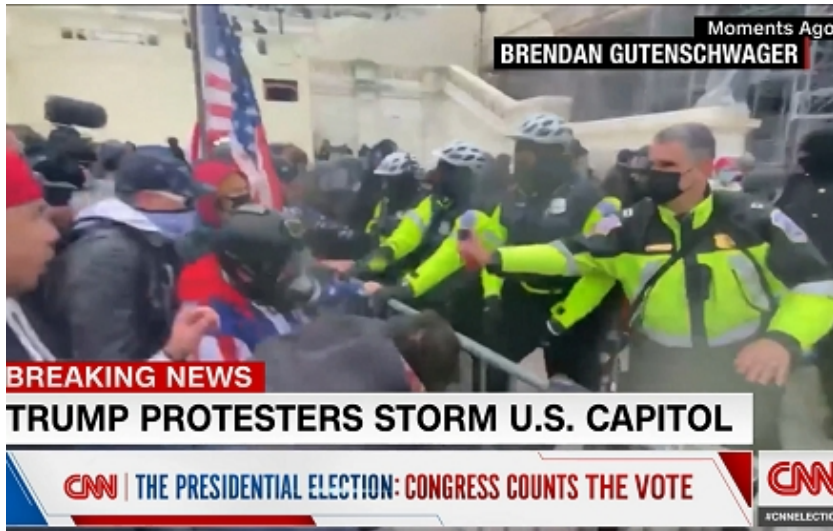 Moments Ago
BRENDAN GUTENSCHWAGER
BREAKING NEWS
TRUMP PROTESTERS STORM U.S. CAPITOL
CNN THE PRESIDENTIAL ELECTION: CONGRESS COUNTS THE VOTE
CNN
#CNNELECTIO